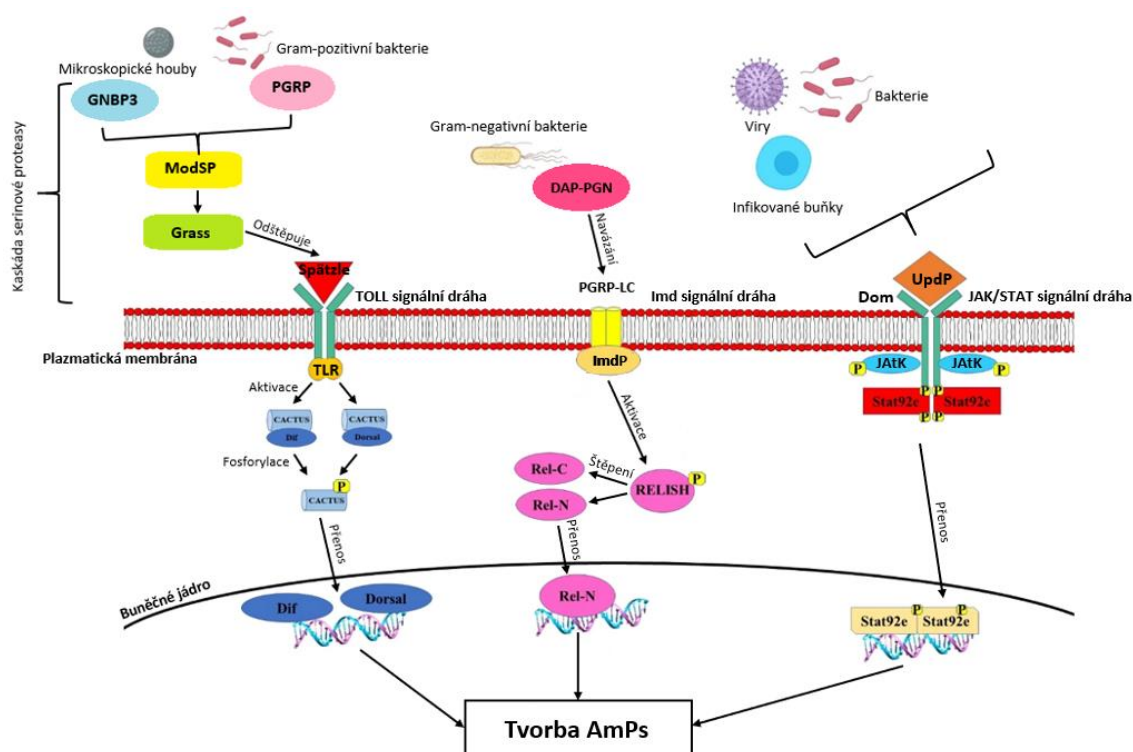 Mikroskopické houby
Gram-pozitivní bakterie
GNBP3
PGRP
Kaskáda serinové proteasy
ModSP
Grass
Odštěpuje
Spätzle
TOLL signální dráha
Gram-negativní bakterie
DAP-PGN
Navázání
PGRP-LC
Imd signální dráha
Viry
Bakterie
Infikované buňky
UpdP
Dom
JAK/STAT signální dráha
Plazmatická membrána
TLR
Aktivace
CACTUS
Dif
CACTUS
Dorsal
Fosforylace
P
CACTUS
Přenos
ImdP
Aktivace
RELISH
P
Štěpení
Rel-C
Rel-N
Přenos
JAtK
JAtK
P
P
Stat92e
Stat92e
P
P
P
P
Přenos
Buněčné jádro
Dif
Dorsal
Rel-N
Stat92e
Stat92e
P
P
Tvorba AmPs